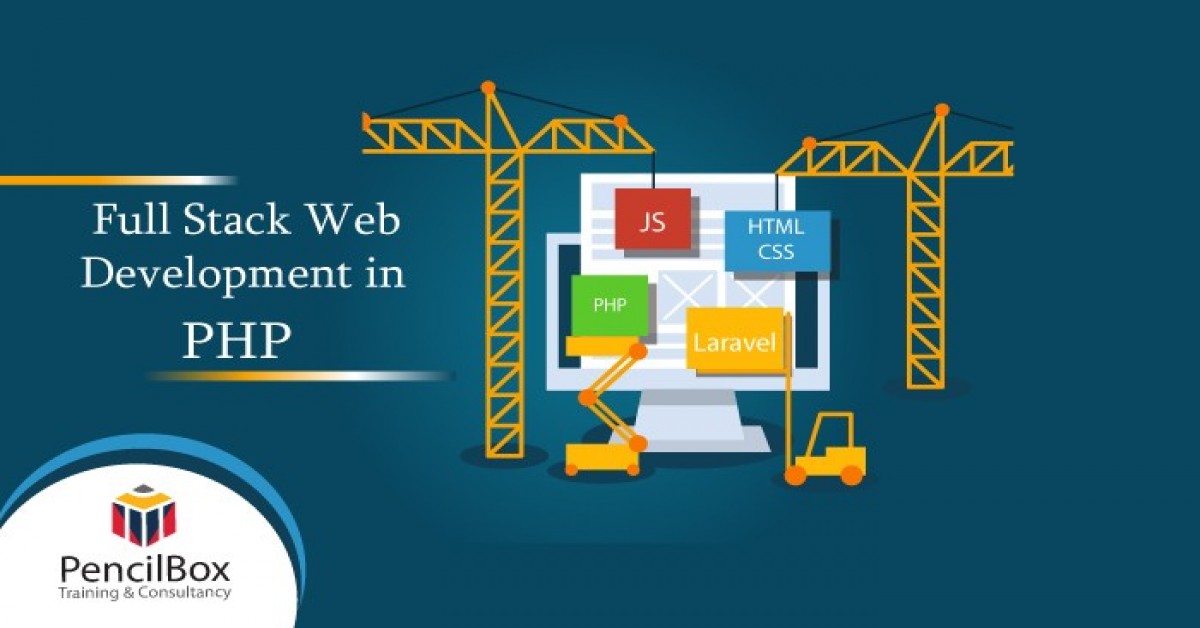 Full Stack Web
Development in
PHP
JS
HTML
CSS
PHP
Laravel
PencilBox
Training & Consultancy